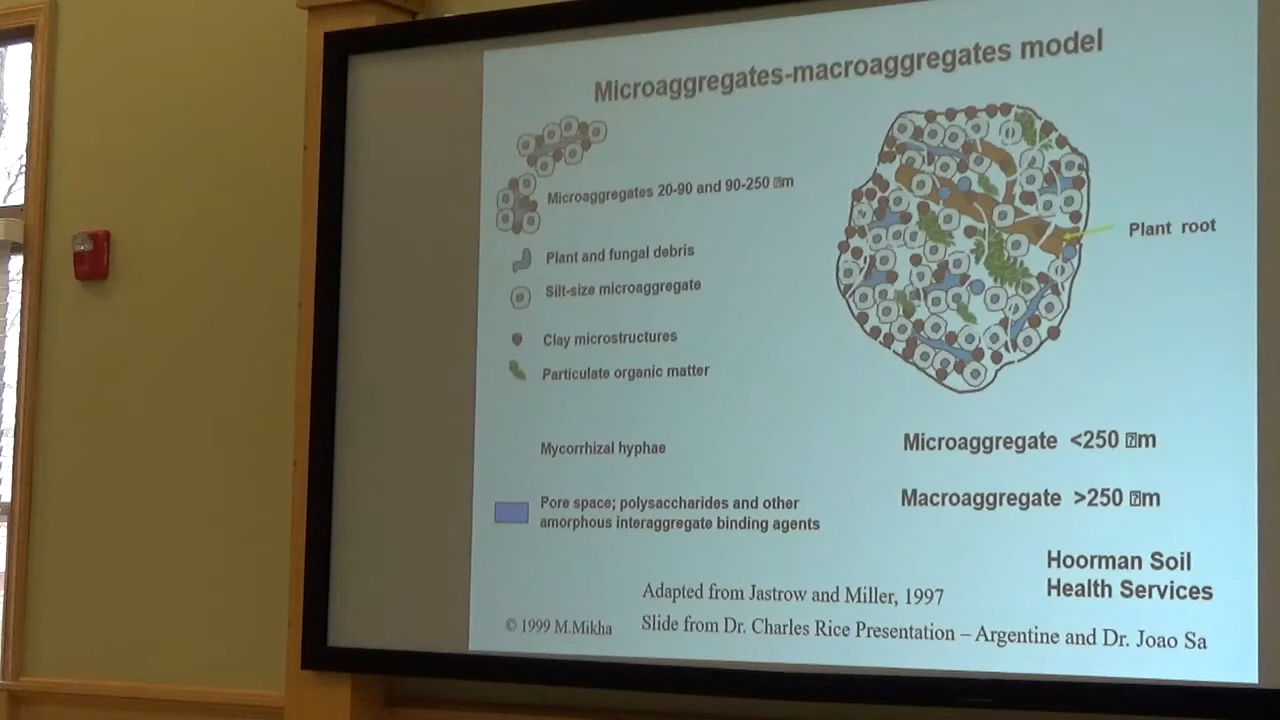 Microaggregates-macroaggregates model
Microaggregates 20-90 and 90-250 �m
Plant and fungal debris
Silt-size microaggregate
Clay microstructures
Particulate organic matter
Mycorrhizal hyphae
Pore space; polysaccharides and other
amorphous interaggregate binding agents
Plant root
Microaggregate <250 �m
Macroaggregate >250 �m
Hoorman Soil
Health Services
Adapted from Jastrow and Miller, 1997
© 1999 M.Mikha
Slide from Dr. Charles Rice Presentation – Argentine and Dr. Joao Sa